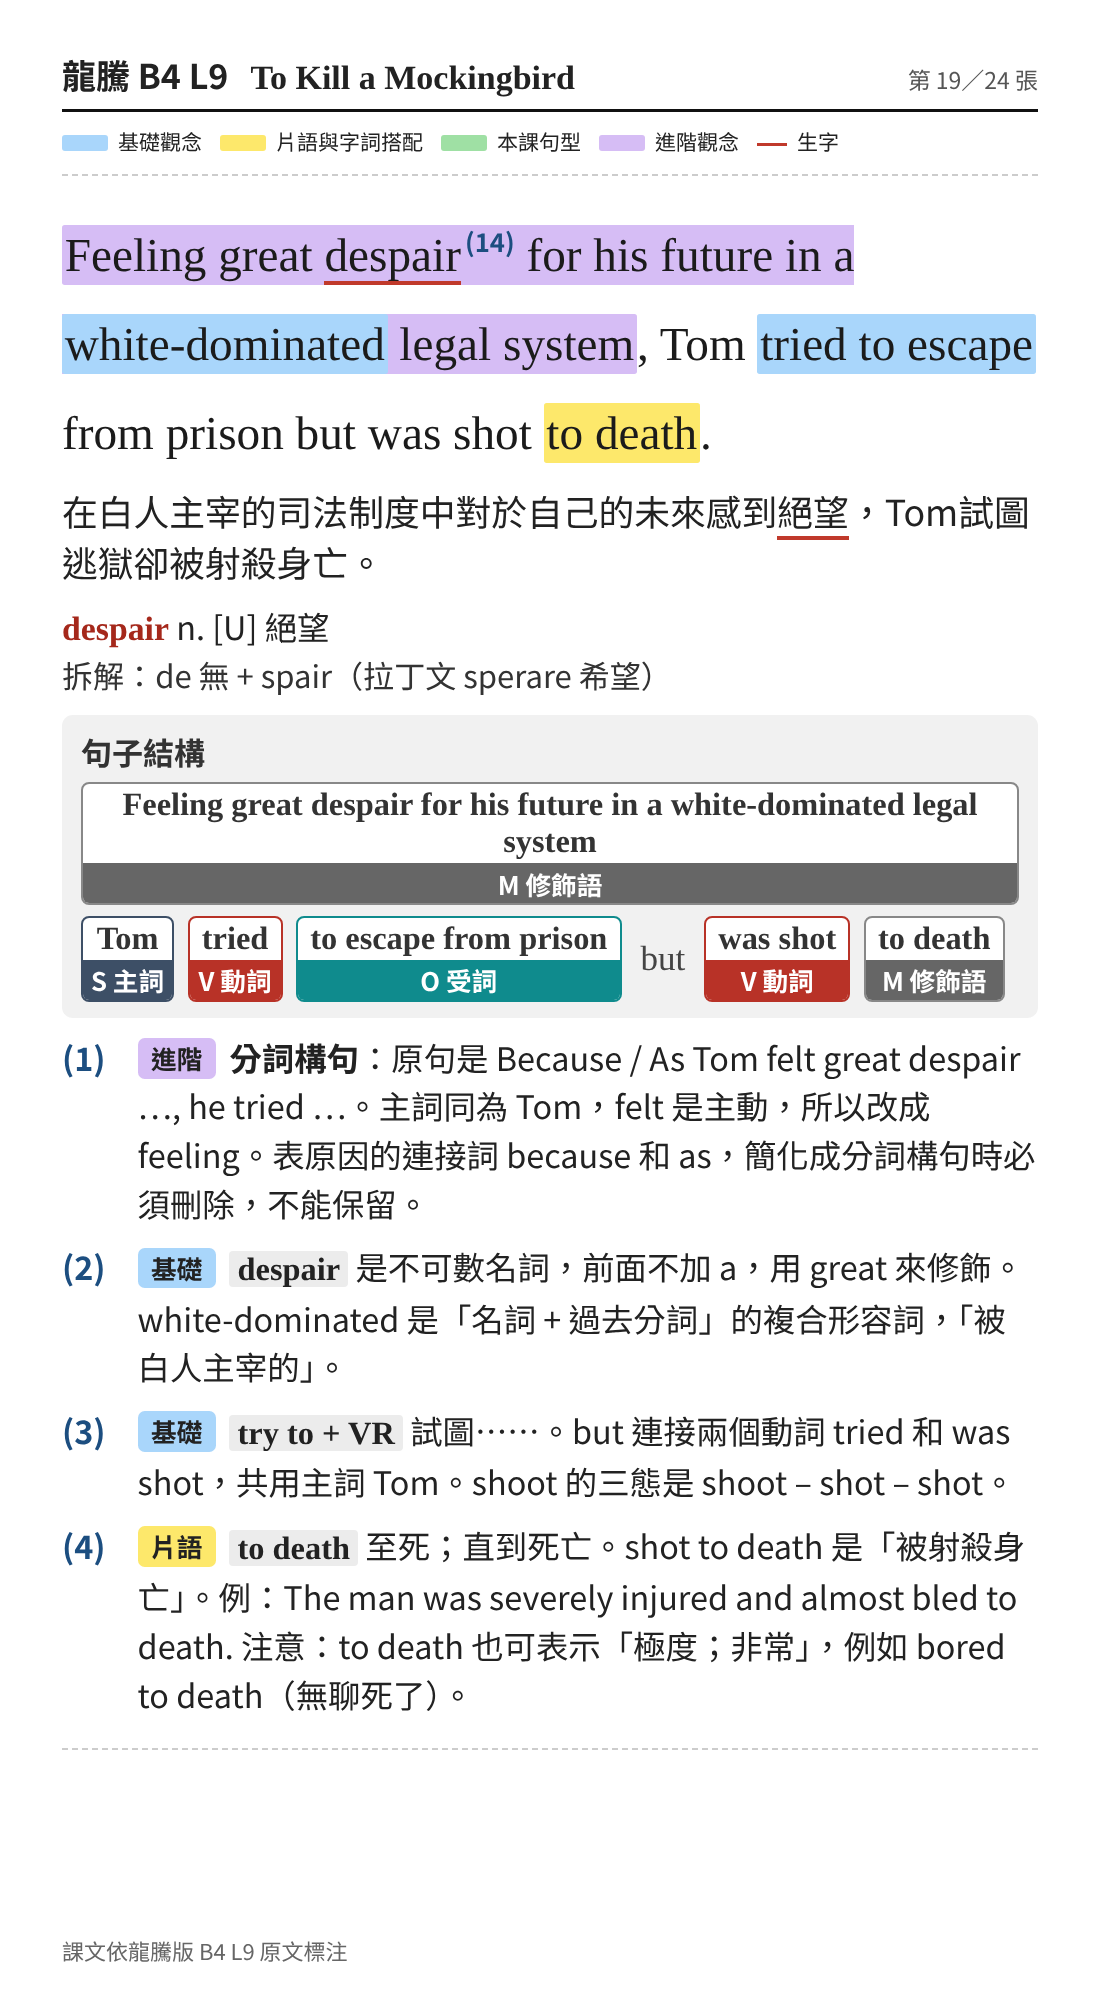 龍騰 B4 L9 To Kill a Mockingbird 第 19／24 張
基礎觀念 片語與字詞搭配 本課句型 進階觀念 生字
Feeling great despair(14) for his future in a
white-dominated legal system, Tom tried to escape
from prison but was shot to death.
在白人主宰的司法制度中對於自己的未來感到絕望，Tom試圖
逃獄卻被射殺身亡。
despair n. [U] 絕望
拆解：de 無 + spair（拉丁文 sperare 希望）
句子結構
Feeling great despair for his future in a white-dominated legal
system
M 修飾語
Tom tried to escape from prison but was shot to death
S 主詞 V 動詞 O 受詞 V 動詞 M 修飾語
(1) 進階 分詞構句：原句是 Because / As Tom felt great despair
…, he tried …。主詞同為 Tom，felt 是主動，所以改成
feeling。表原因的連接詞 because 和 as，簡化成分詞構句時必
須刪除，不能保留。
(2) 基礎 despair 是不可數名詞，前面不加 a，用 great 來修飾。
white-dominated 是「名詞 + 過去分詞」的複合形容詞，「被
白人主宰的」。
(3) 基礎 try to + VR 試圖……。but 連接兩個動詞 tried 和 was
shot，共用主詞 Tom。shoot 的三態是 shoot – shot – shot。
(4) 片語 to death 至死；直到死亡。shot to death 是「被射殺身
亡」。例：The man was severely injured and almost bled to
death. 注意：to death 也可表示「極度；非常」，例如 bored
to death（無聊死了）。
課文依龍騰版 B4 L9 原文標注